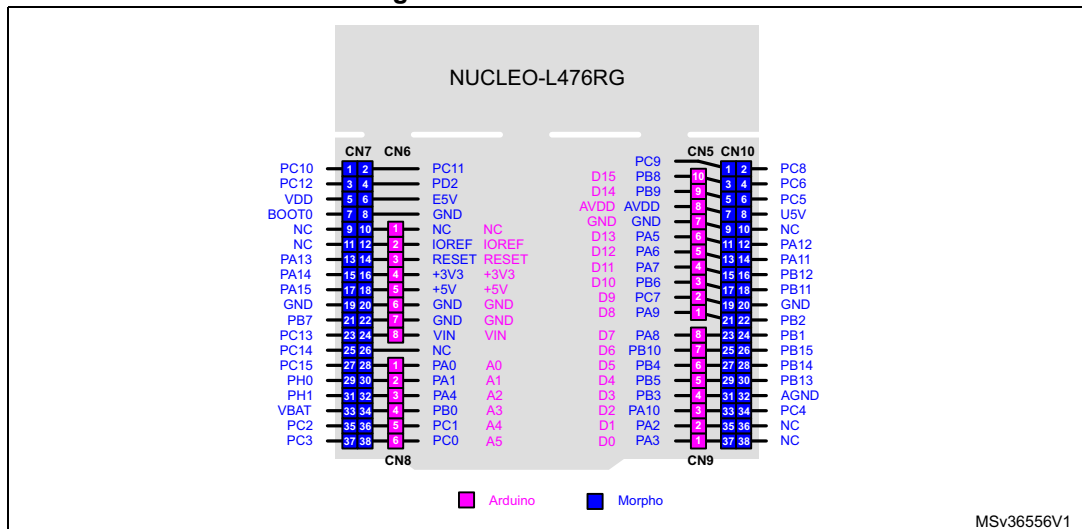 NUCLEO-L476RG
CN7 CN6 CN5 CN10
PC10 1 2 PC11 PC9 1 2 PC8
PC12 3 4 PD2 D15 PB8 10 3 4 PC6
VDD 5 6 E5V D14 PB9 9 5 6 PC5
BOOT0 7 8 GND AVDD AVDD 8 7 8 U5V
NC 9 10 1 NC NC GND GND 7 9 10 NC
NC 11 12 2 IOREF IOREF D13 PA5 6 11 12 PA12
PA13 13 14 3 RESET RESET D12 PA6 5 13 14 PA11
PA14 15 16 4 +3V3 +3V3 D11 PA7 4 15 16 PB12
PA15 17 18 5 +5V +5V D10 PB6 3 17 18 PB11
GND 19 20 6 GND GND D9 PC7 2 19 20 GND
PB7 21 22 7 GND GND D8 PA9 1 21 22 PB2
PC13 23 24 8 VIN VIN D7 PA8 8 23 24 PB1
PC14 25 26 NC D6 PB10 7 25 26 PB15
PC15 27 28 1 PA0 A0 D5 PB4 6 27 28 PB14
PH0 29 30 2 PA1 A1 D4 PB5 5 29 30 PB13
PH1 31 32 3 PA4 A2 D3 PB3 4 31 32 AGND
VBAT 33 34 4 PB0 A3 D2 PA10 3 33 34 PC4
PC2 35 36 5 PC1 A4 D1 PA2 2 35 36 NC
PC3 37 38 6 PC0 A5 D0 PA3 1 37 38 NC
CN8 CN9
Arduino Morpho
MSv36556V1